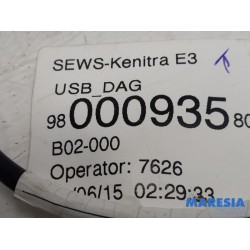 SEWS-Kenitra E3
USB_DAG
98 000935 80
B02-000
Operator: 7626
/06/15 02:29:33
MARESIA